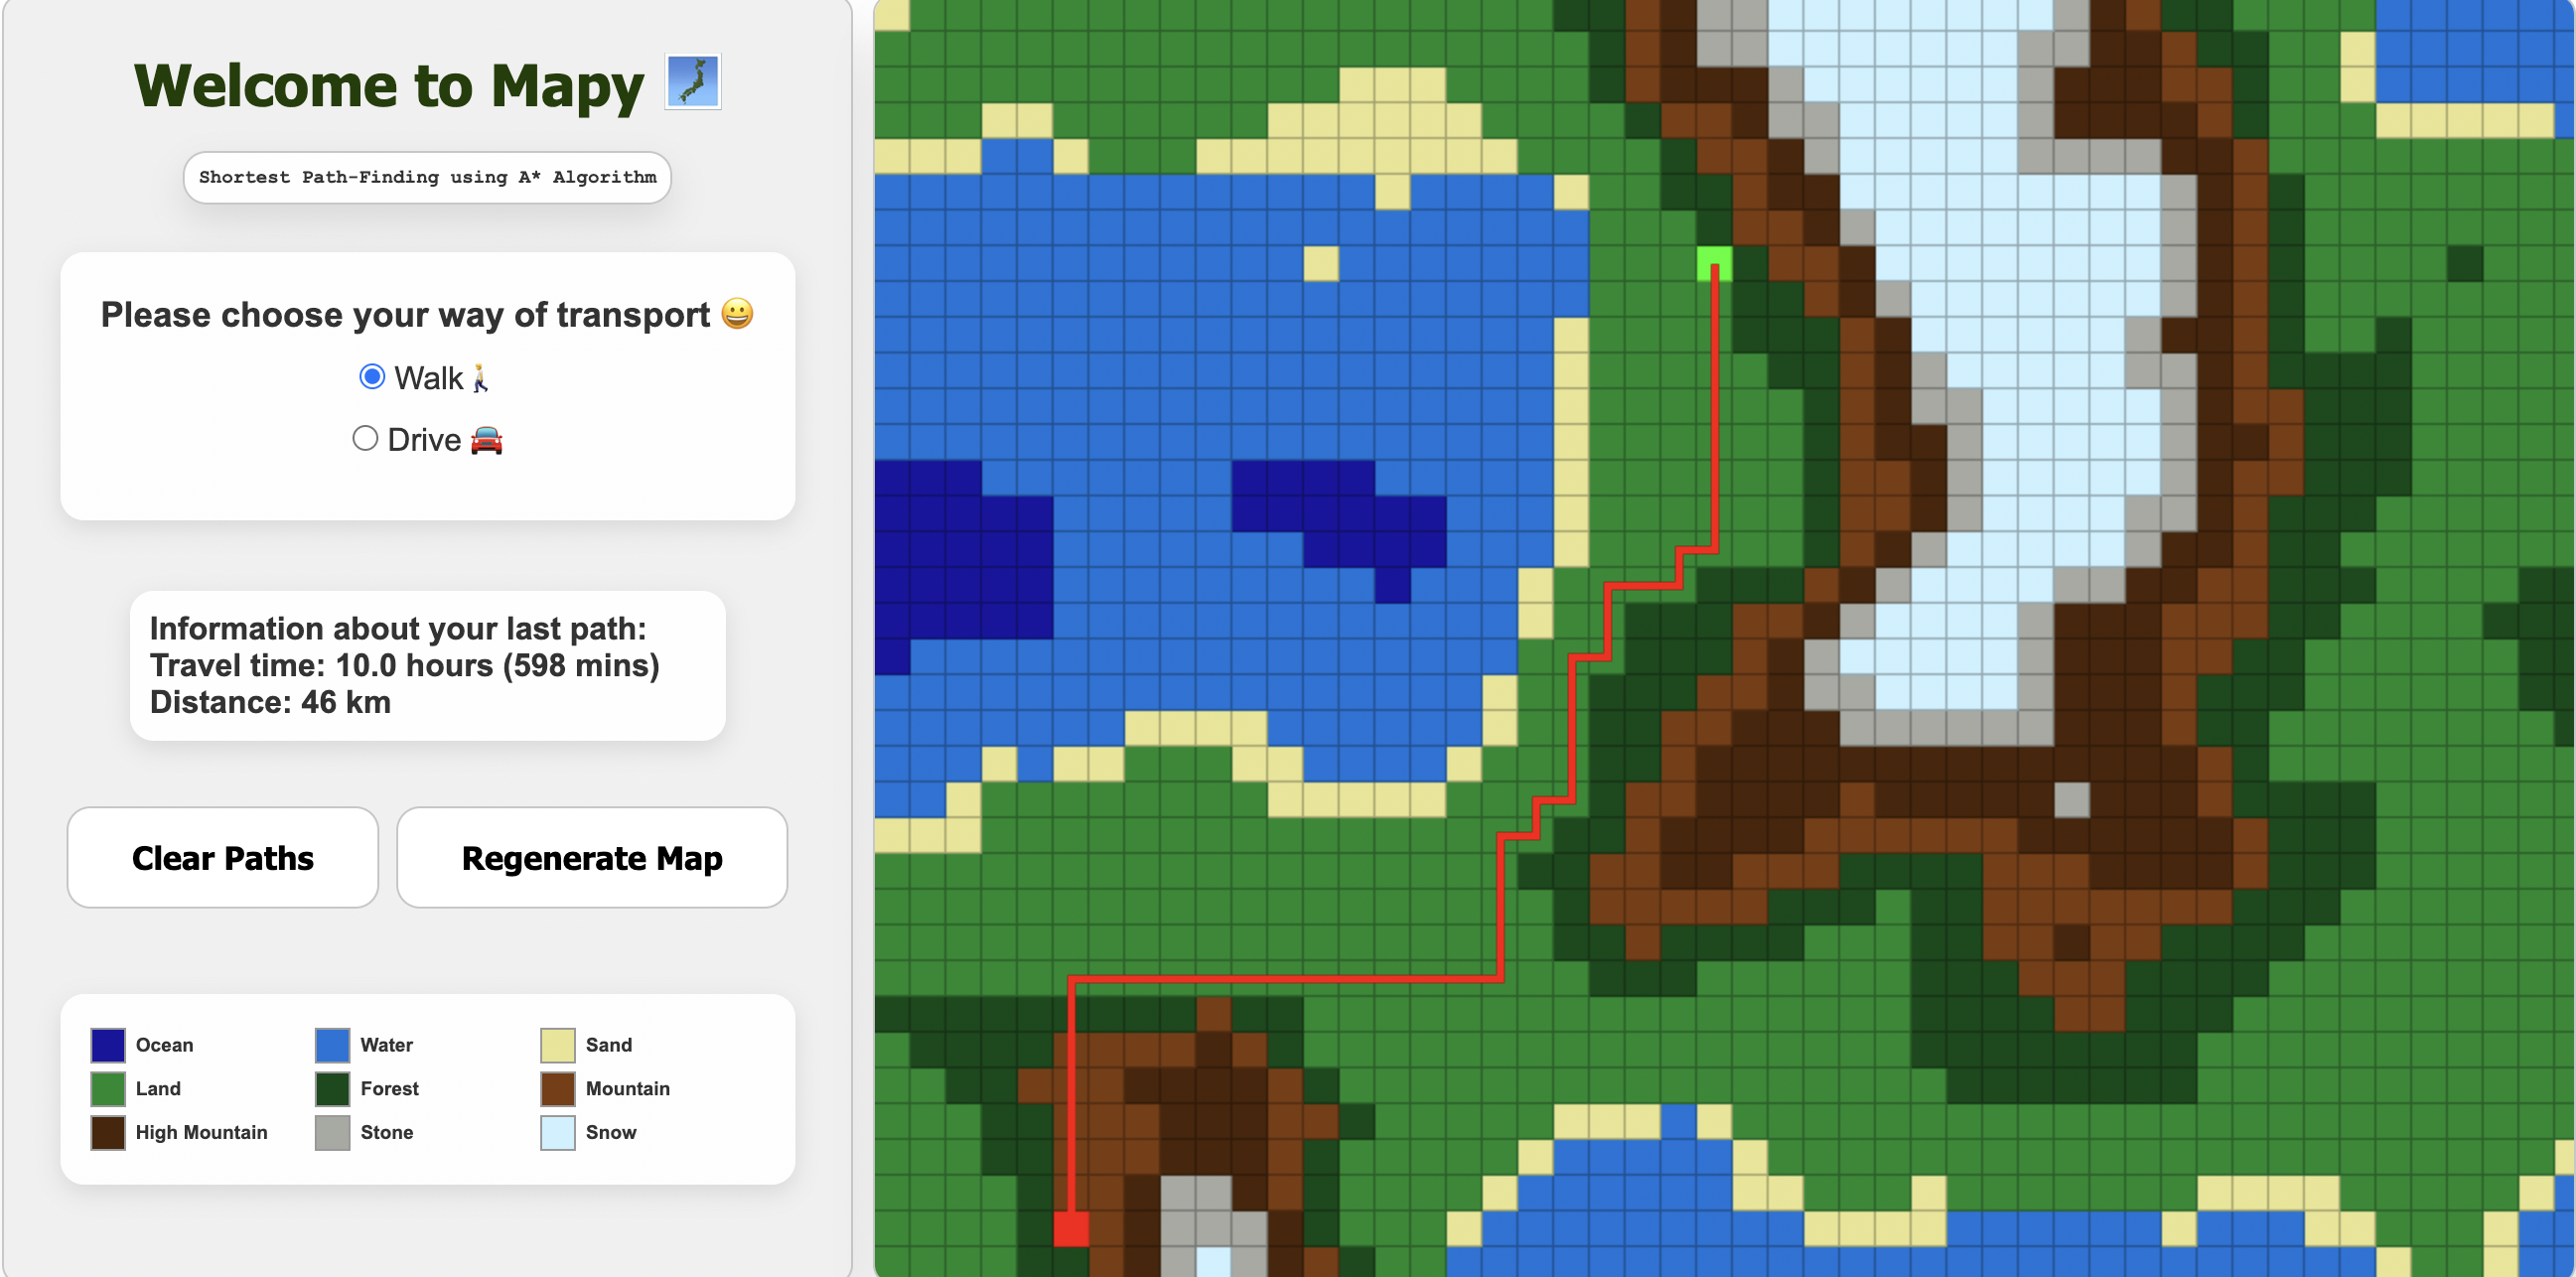 Welcome to Mapy 🗾
Shortest Path-Finding using A* Algorithm
Please choose your way of transport 😀
Walk🚶
Drive 🚘
Information about your last path:
Travel time: 10.0 hours (598 mins)
Distance: 46 km
Clear Paths
Regenerate Map
Ocean
Water
Sand
Land
Forest
Mountain
High Mountain
Stone
Snow